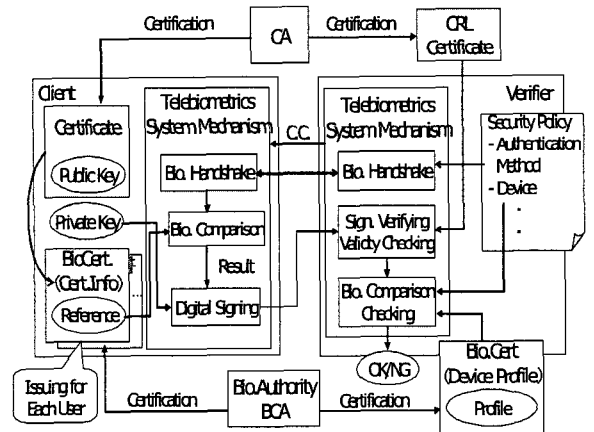 Certification
CA
Certification
CRL
Certificate
Client
Certificate
Public Key
Private Key
BioCert.
(Cert.Info)
Reference
Issuing for
Each User
Telebiometrics
System Mechanism
Bio. Handshake
Bio. Comparison
Result
Digital Signing
C.C.
Verifier
Telebiometrics
System Mechanism
Bio. Handshake
Sign. Verifying
Validty Checking
Bio. Comparison
Checking
OK/NG
Security Policy
- Authentication
Method
- Device
.
.
Bio.Cert
(Device Profile)
Profile
Certification
Bio.Authority
BCA
Certification